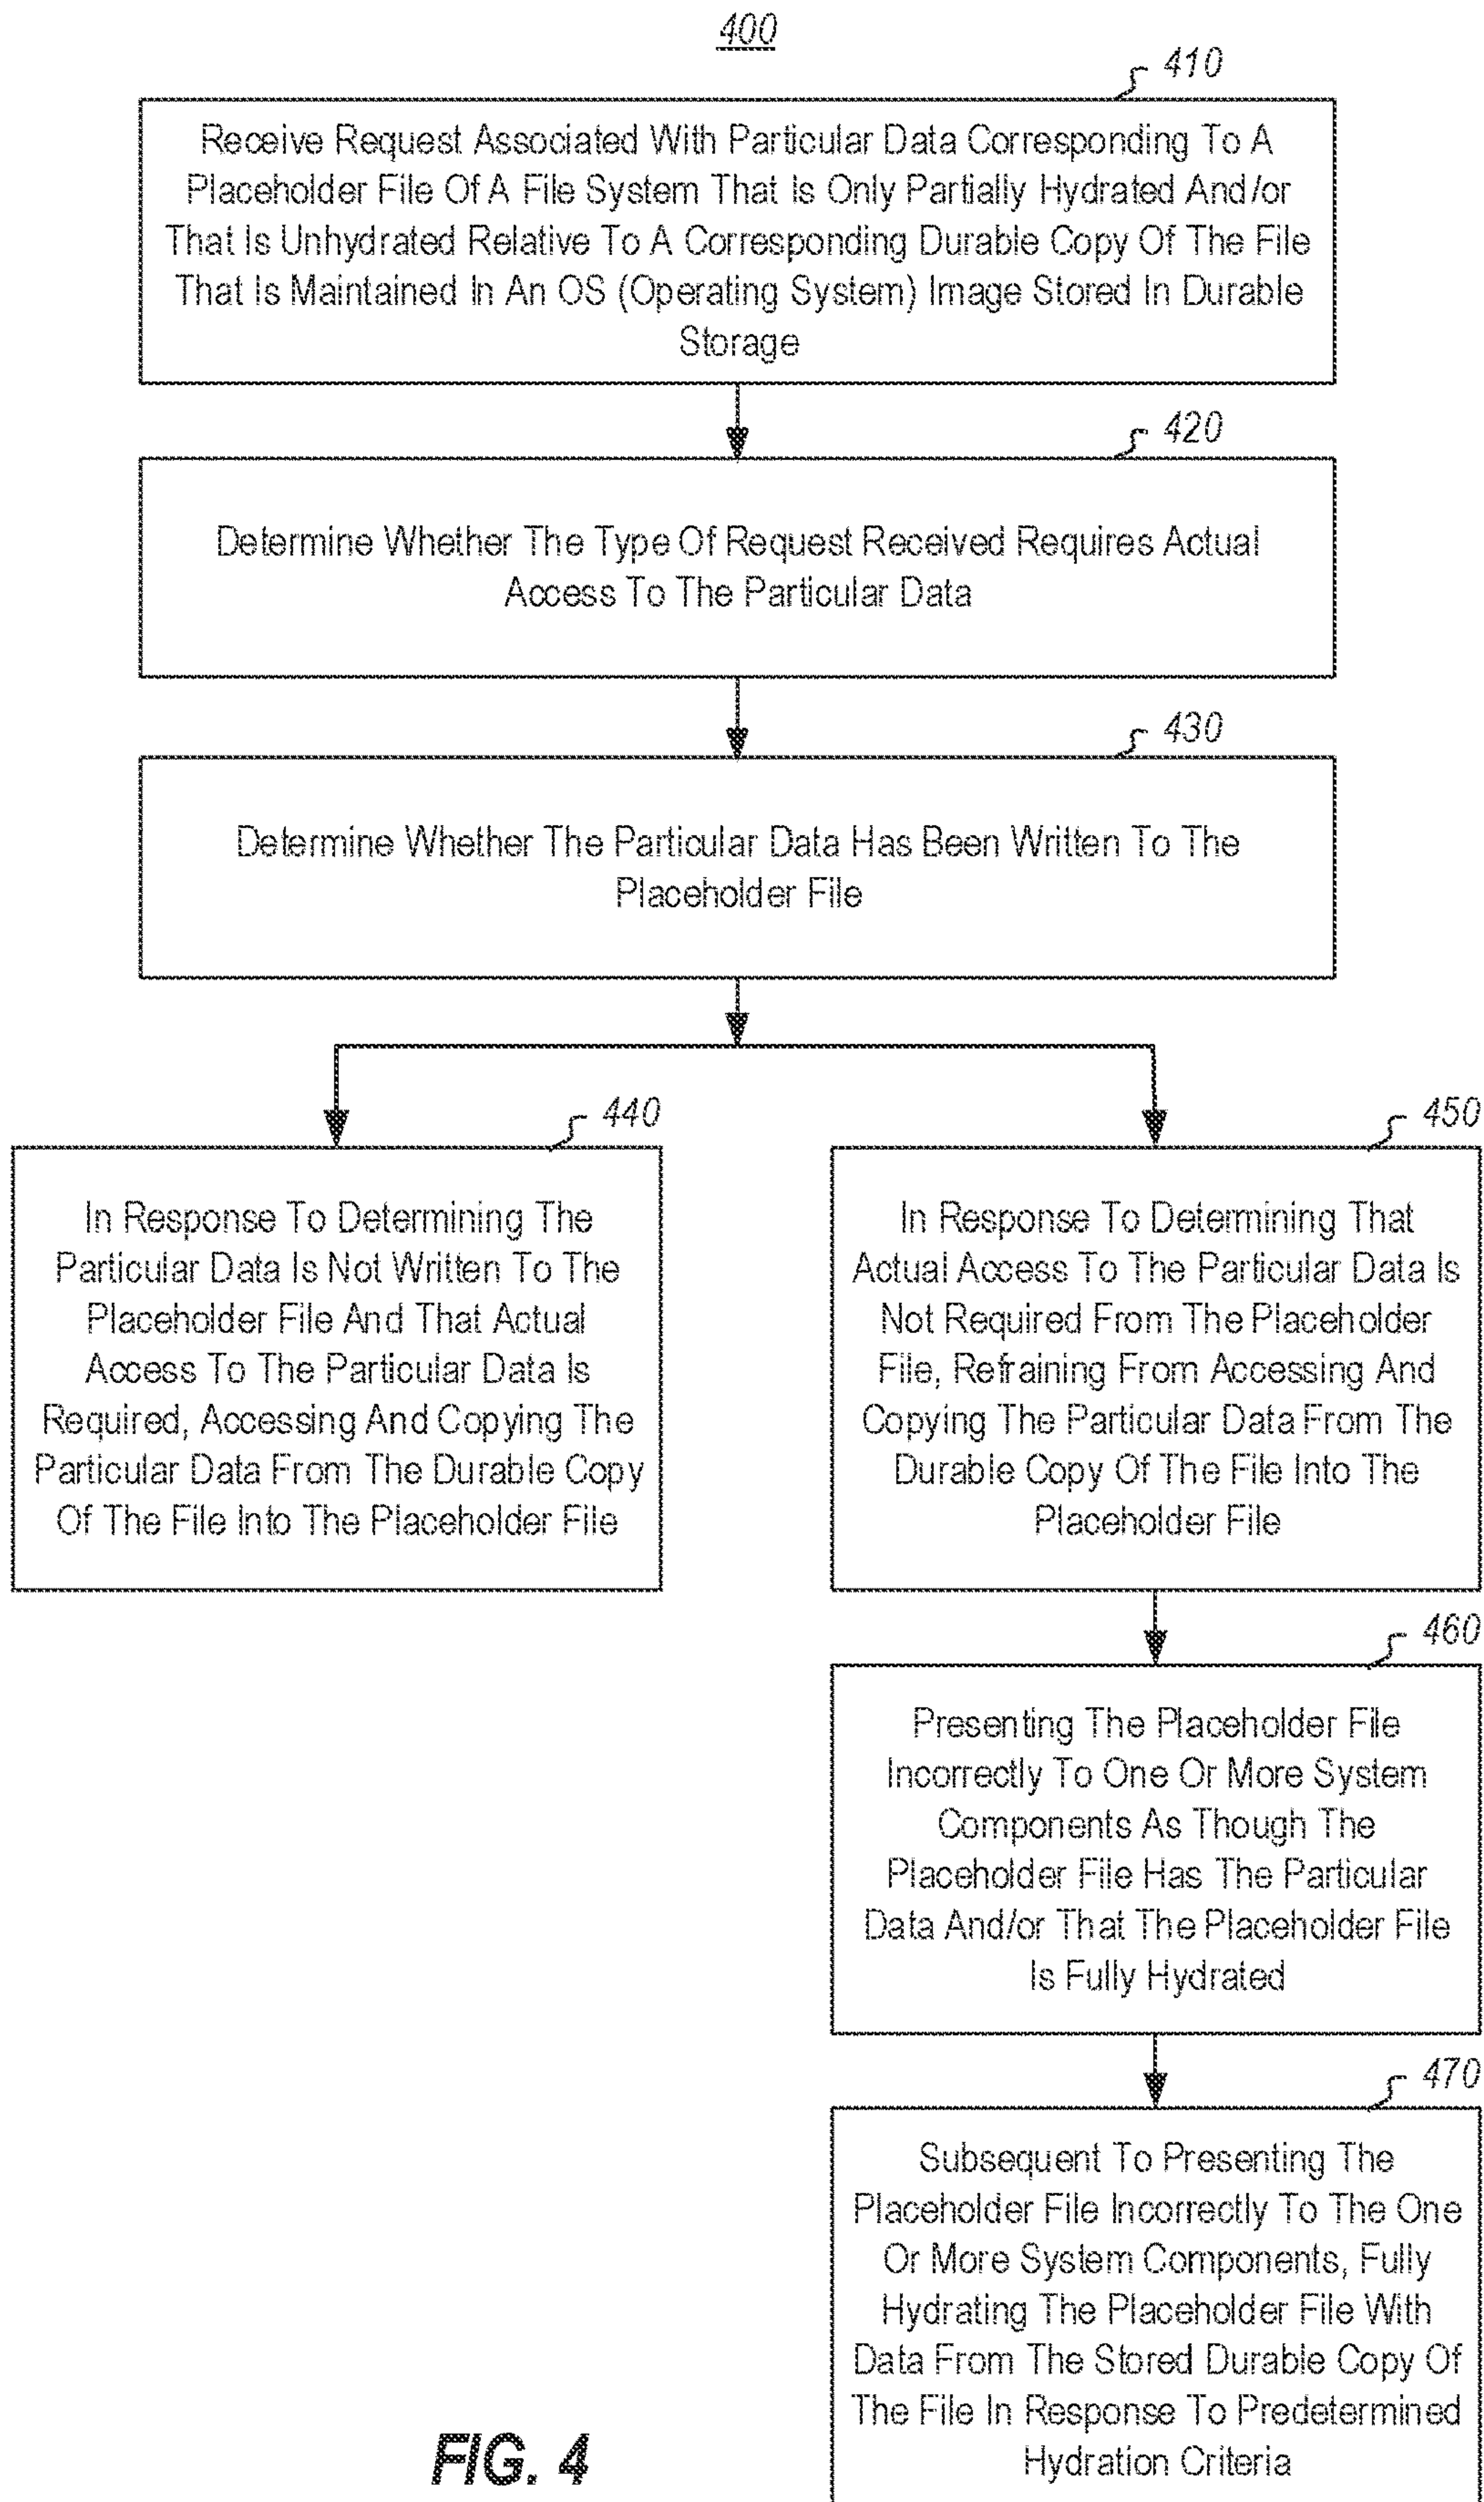 400
410
Receive Request Associated With Particular Data Corresponding To A
Placeholder File Of A File System That Is Only Partially Hydrated And/or
That Is Unhydrated Relative To A Corresponding Durable Copy Of The File
That Is Maintained In An OS (Operating System) Image Stored In Durable
Storage
420
Determine Whether The Type Of Request Received Requires Actual
Access To The Particular Data
430
Determine Whether The Particular Data Has Been Written To The
Placeholder File
440
In Response To Determining The
Particular Data Is Not Written To The
Placeholder File And That Actual
Access To The Particular Data Is
Required, Accessing And Copying The
Particular Data From The Durable Copy
Of The File Into The Placeholder File
450
In Response To Determining That
Actual Access To The Particular Data Is
Not Required From The Placeholder
File, Refraining From Accessing And
Copying The Particular Data From The
Durable Copy Of The File Into The
Placeholder File
460
Presenting The Placeholder File
Incorrectly To One Or More System
Components As Though The
Placeholder File Has The Particular
Data And/or That The Placeholder File
Is Fully Hydrated
470
Subsequent To Presenting The
Placeholder File Incorrectly To The One
Or More System Components, Fully
Hydrating The Placeholder File With
Data From The Stored Durable Copy Of
The File In Response To Predetermined
Hydration Criteria
FIG. 4